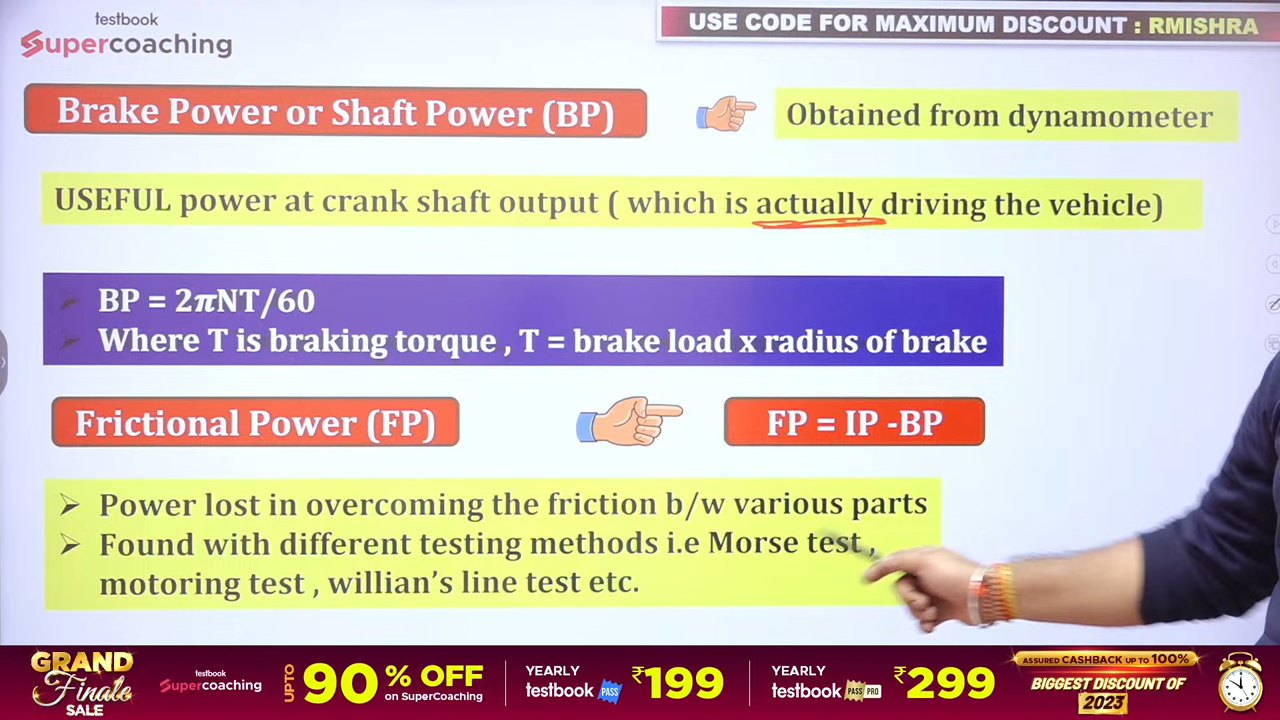 testbook
Supercoaching
USE CODE FOR MAXIMUM DISCOUNT : RMISHRA
Brake Power or Shaft Power (BP)
Obtained from dynamometer
USEFUL power at crank shaft output ( which is actually driving the vehicle)
BP = 2πNT/60
Where T is braking torque , T = brake load x radius of brake
Frictional Power (FP)
FP = IP -BP
Power lost in overcoming the friction b/w various parts
Found with different testing methods i.e Morse test ,
motoring test , willian's line test etc.
GRAND
Finale
SALE
testbook
Supercoaching
UPTO 90% OFF
on SuperCoaching
YEARLY
testbook PASS
₹199
YEARLY
testbook PASS PRO
₹299
ASSURED CASHBACK UP TO 100%
BIGGEST DISCOUNT OF
2023